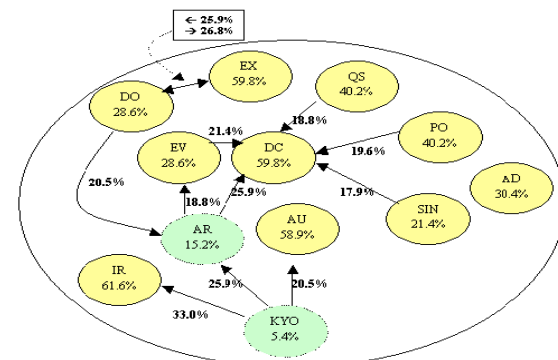 ← 25.9%
→ 26.8%
EX
59.8%
QS
40.2%
DO
28.6%
18.8%
PO
40.2%
21.4%
EV
28.6%
DC
59.8%
19.6%
AD
30.4%
20.5%
18.8%
25.9%
17.9%
SIN
21.4%
AU
58.9%
AR
15.2%
IR
61.6%
25.9%
20.5%
33.0%
KYO
5.4%